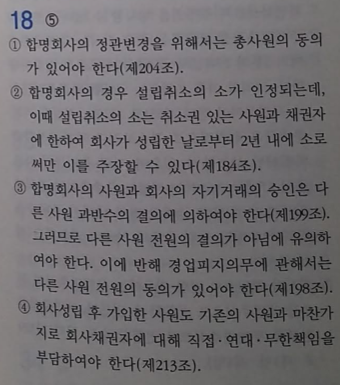 18 ⑤
① 합명회사의 정관변경을 위해서는 총사원의 동의
가 있어야 한다(제204조).
② 합명회사의 경우 설립취소의 소가 인정되는데,
이때 설립취소의 소는 취소권 있는 사원과 채권자
에 한하여 회사가 성립한 날로부터 2년 내에 소로
써만 이를 주장할 수 있다(제184조).
③ 합명회사의 사원과 회사의 자기거래의 승인은 다
른 사원 과반수의 결의에 의하여야 한다(제199조).
그러므로 다른 사원 전원의 결의가 아님에 유의하
여야 한다. 이에 반해 경업피지의무에 관해서는
다른 사원 전원의 동의가 있어야 한다(제198조).
④ 회사성립 후 가입한 사원도 기존의 사원과 마찬가
지로 회사채권자에 대해 직접·연대·무한책임을
부담하여야 한다(제213조).